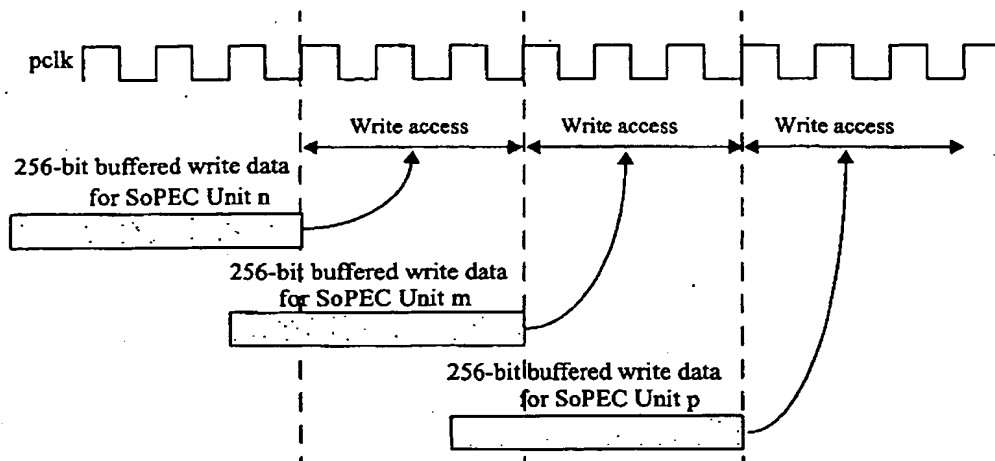 pclk
Write access
Write access
Write access
256-bit buffered write data
for SoPEC Unit n
256-bit buffered write data
for SoPEC Unit m
256-bit buffered write data
for SoPEC Unit p